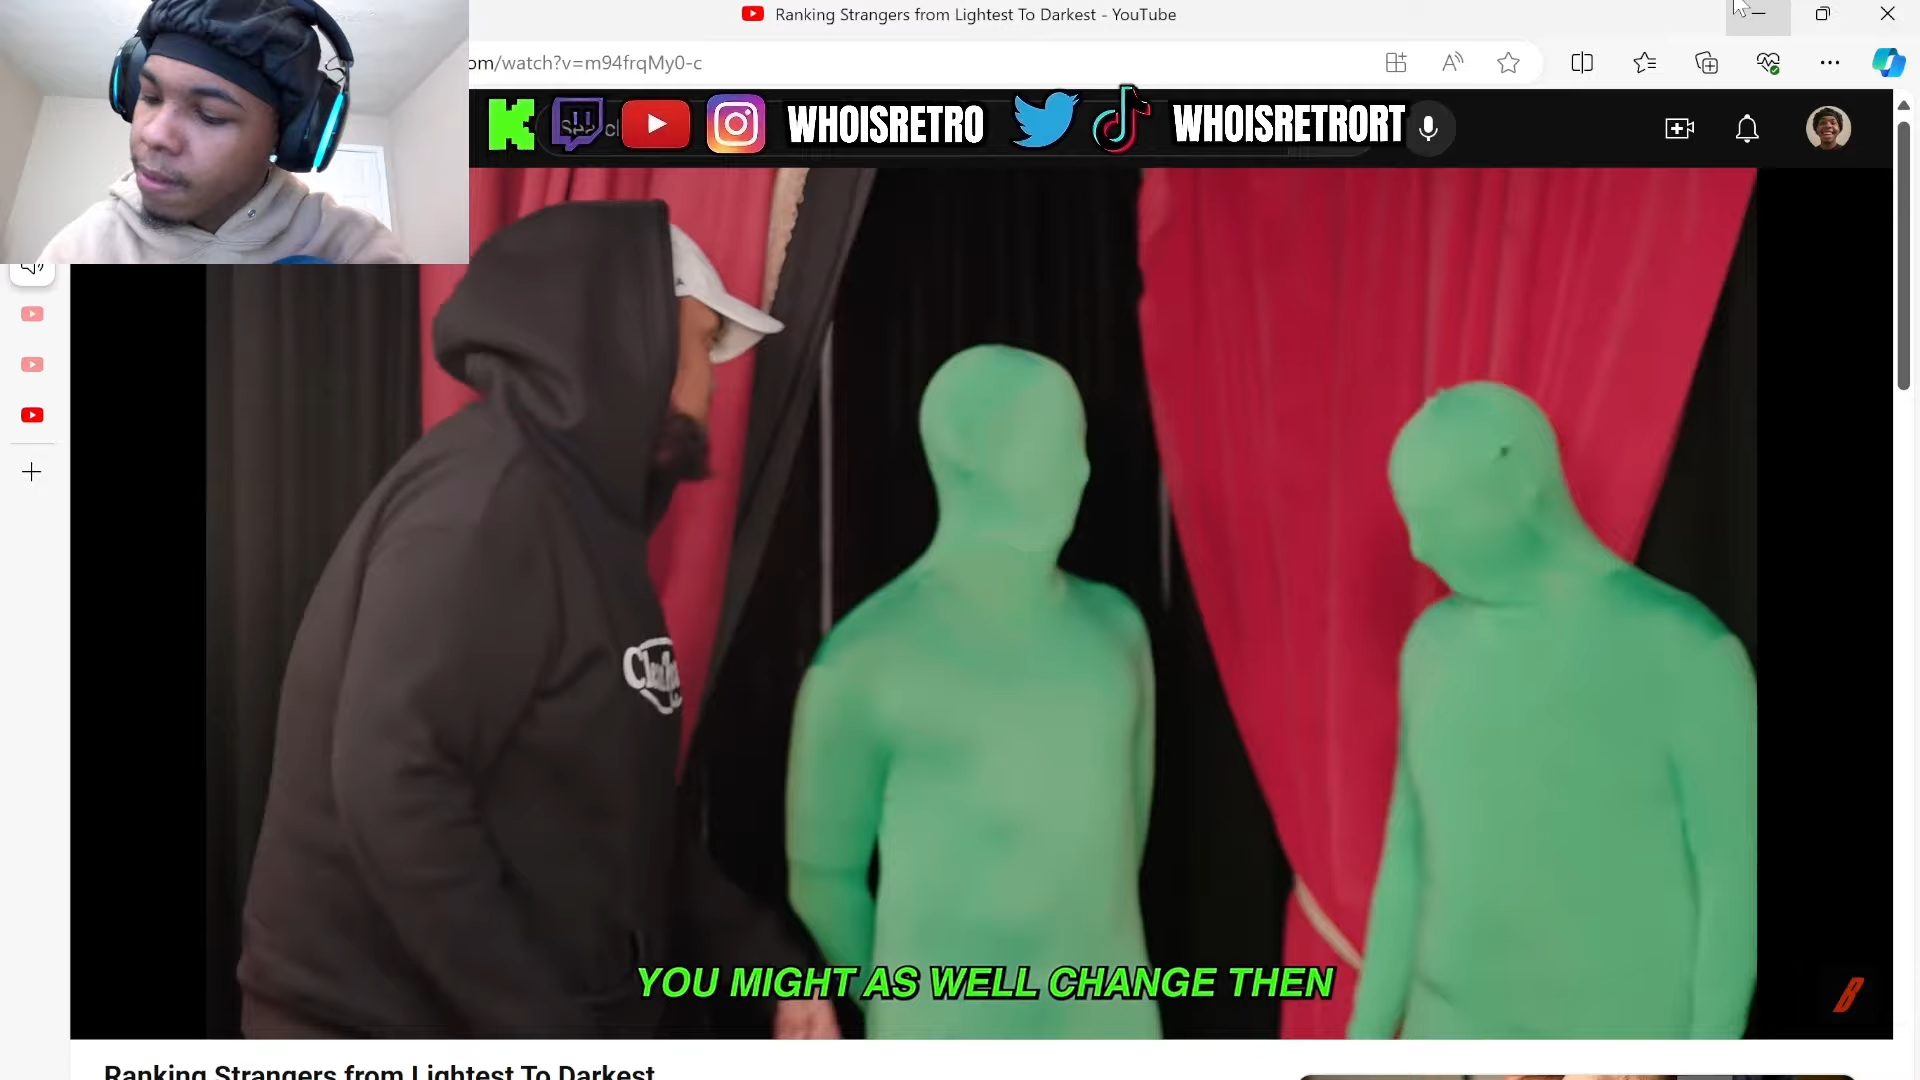 Ranking Strangers from Lightest To Darkest - YouTube
om/watch?v=m94frqMy0-c
WHOISRETRO
WHOISRETRORT
YOU MIGHT AS WELL CHANGE THEN
B
Ranking Strangers from Lightest To Darkest